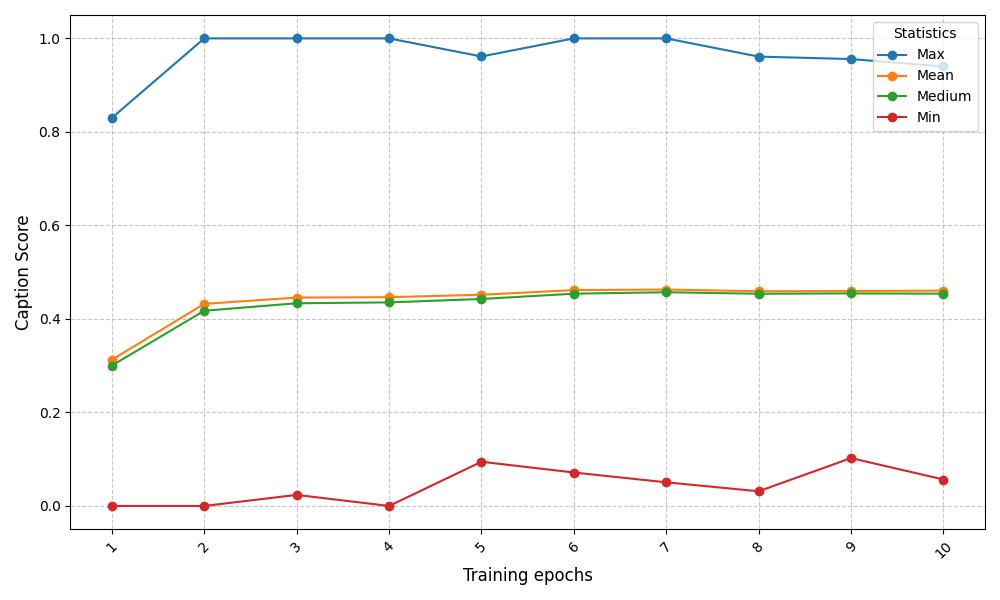 Statistics
Max
Mean
Medium
Min
1.0
0.8
0.6
0.4
0.2
0.0
Caption Score
1 2 3 4 5 6 7 8 9 10
Training epochs